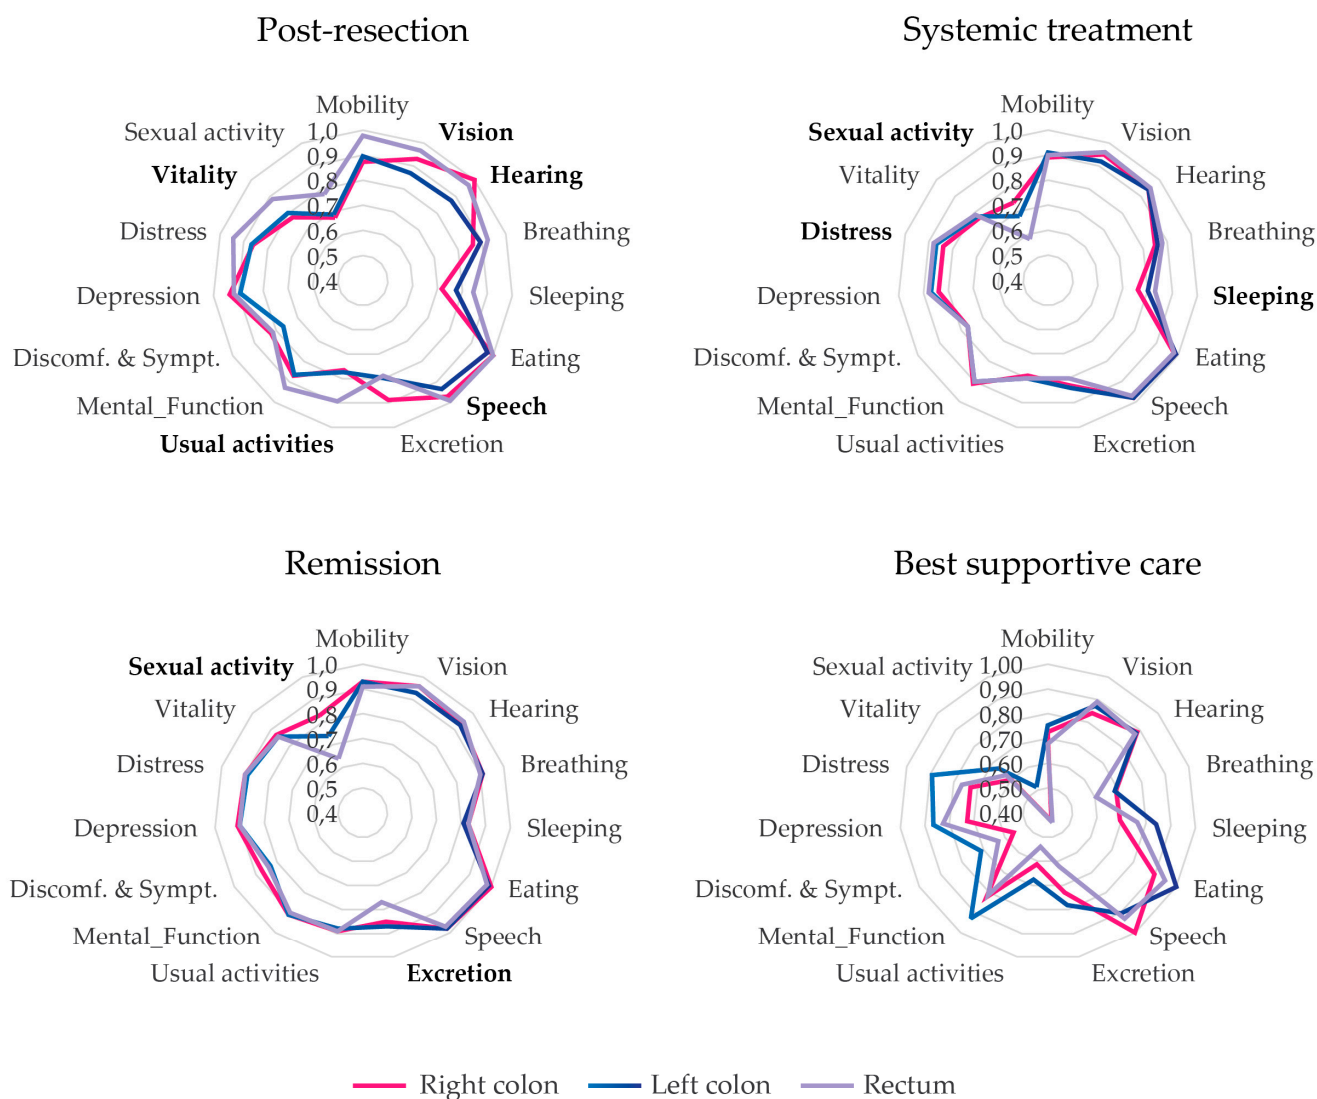 Post-resection
Mobility
Sexual activity
Vision
Vitality
Hearing
Distress
Breathing
Depression
Sleeping
Discomf. & Sympt.
Eating
Mental_Function
Speech
Usual activities
Excretion
1,0
0,9
0,8
0,7
0,6
0,5
0,4
Systemic treatment
Mobility
Sexual activity
Vision
Vitality
Hearing
Distress
Breathing
Depression
Sleeping
Discomf. & Sympt.
Eating
Mental_Function
Speech
Usual activities
Excretion
1,0
0,9
0,8
0,7
0,6
0,5
0,4
Remission
Mobility
Sexual activity
Vision
Vitality
Hearing
Distress
Breathing
Depression
Sleeping
Discomf. & Sympt.
Eating
Mental_Function
Speech
Usual activities
Excretion
1,0
0,9
0,8
0,7
0,6
0,5
0,4
Best supportive care
Mobility
Sexual activity
Vision
Vitality
Hearing
Distress
Breathing
Depression
Sleeping
Discomf. & Sympt.
Eating
Mental_Function
Speech
Usual activities
Excretion
1,00
0,90
0,80
0,70
0,60
0,50
0,40
Right colon
Left colon
Rectum